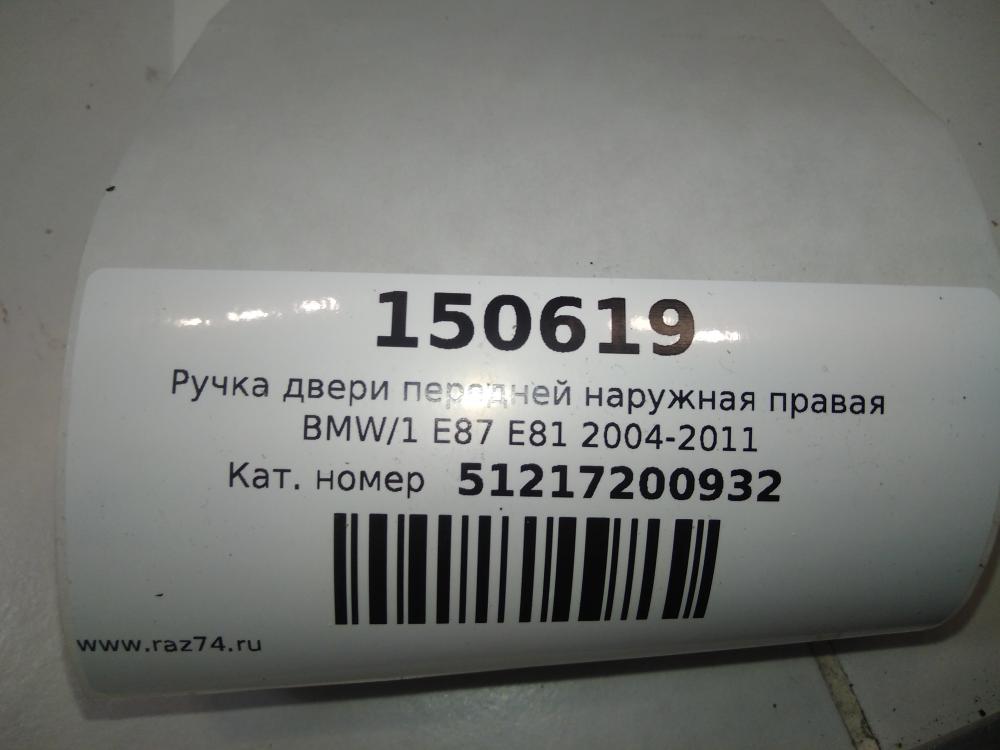 150619
Ручка двери передней наружная правая
BMW/1 E87 E81 2004-2011
Кат. номер 51217200932
www.raz74.ru